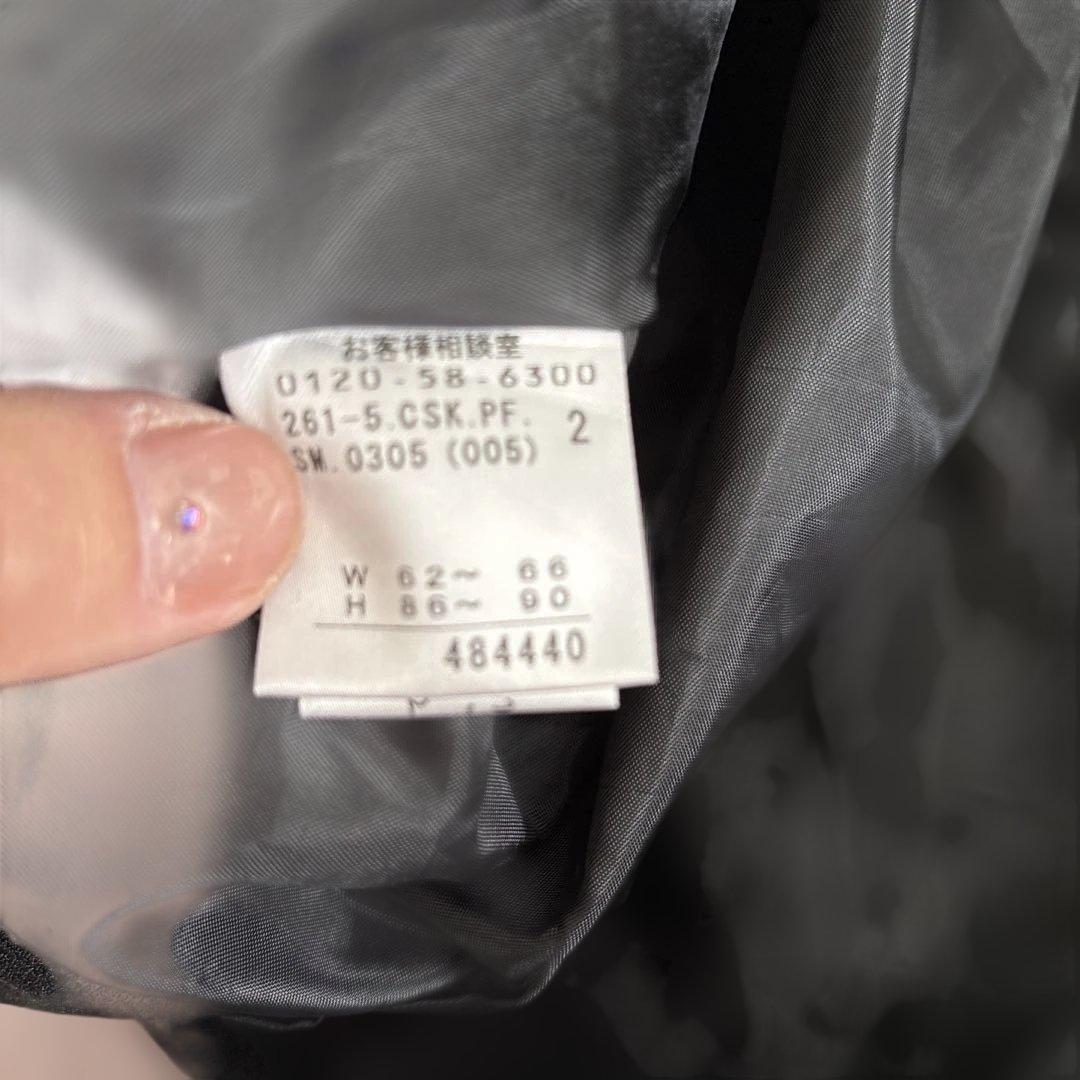 お客様相談室
0120-58-6300
261-5.CSK.PF. 2
SM.0305 (005)
W 62~ 66
H 86~ 90
484440